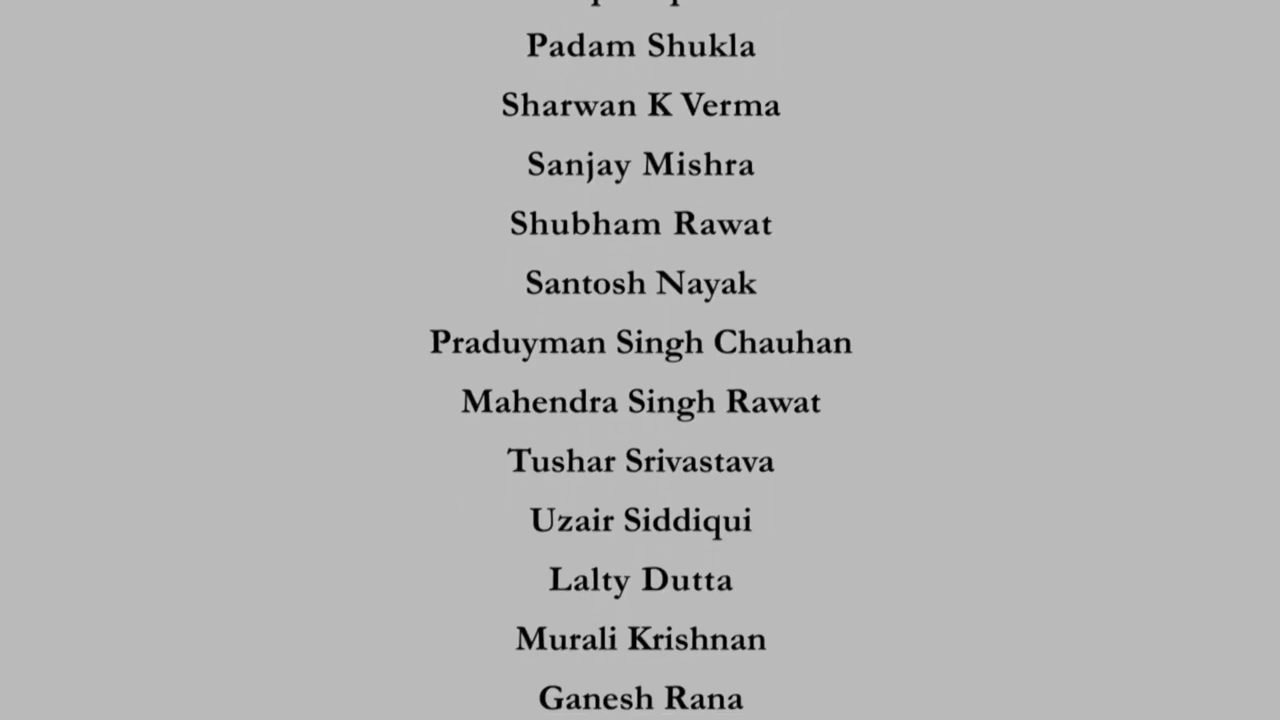 Padam Shukla
Sharwan K Verma
Sanjay Mishra
Shubham Rawat
Santosh Nayak
Praduyman Singh Chauhan
Mahendra Singh Rawat
Tushar Srivastava
Uzair Siddiqui
Lalty Dutta
Murali Krishnan
Ganesh Rana